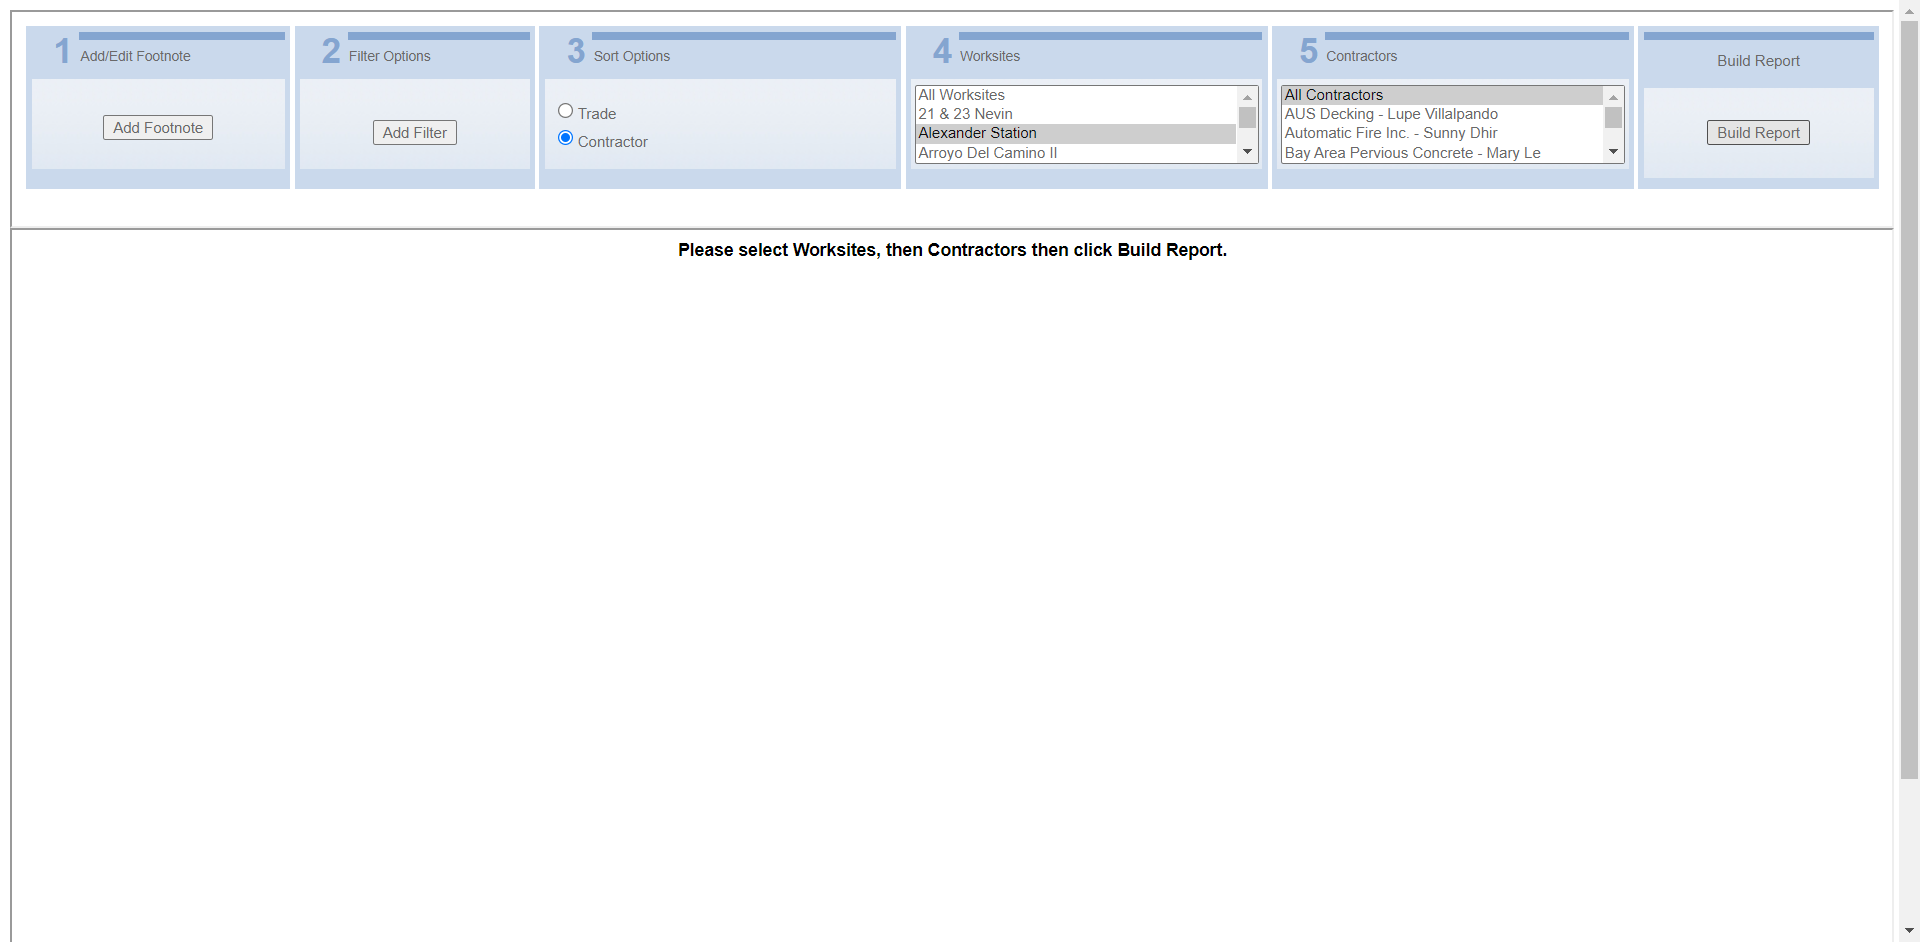 1 Add/Edit Footnote
Add Footnote
2 Filter Options
Add Filter
3 Sort Options
Trade
Contractor
4 Worksites
All Worksites
21 & 23 Nevin
Alexander Station
Arroyo Del Camino II
5 Contractors
All Contractors
AUS Decking - Lupe Villalpando
Automatic Fire Inc. - Sunny Dhir
Bay Area Pervious Concrete - Mary Le
Build Report
Build Report
Please select Worksites, then Contractors then click Build Report.